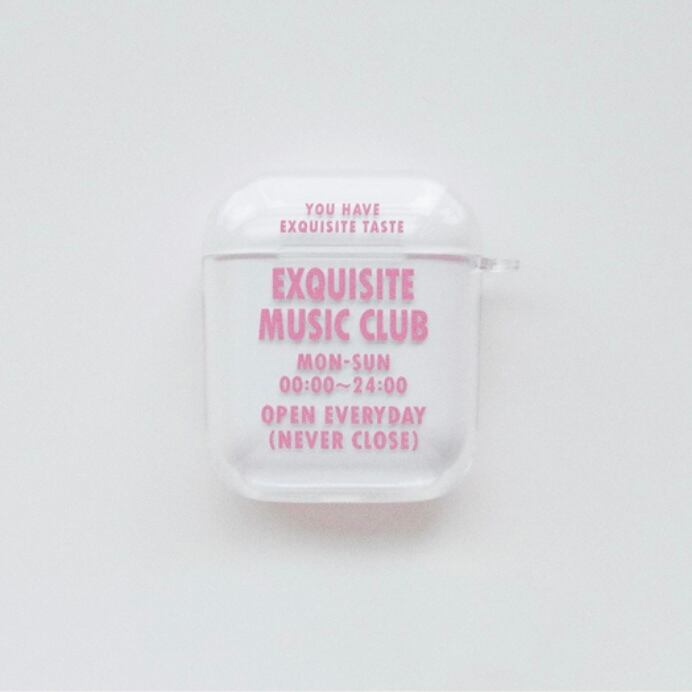 YOU HAVE
EXQUISITE TASTE
EXQUISITE
MUSIC CLUB
MON-SUN
00:00~24:00
OPEN EVERYDAY
(NEVER CLOSE)